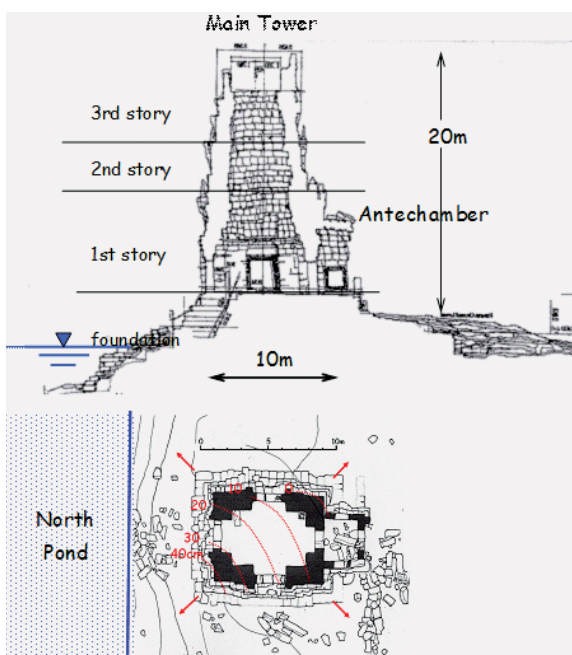 Main Tower
3rd story
20m
2nd story
Antechamber
1st story
foundation
10m
0 5 10m
North
Pond
10 0
20
30
40cm